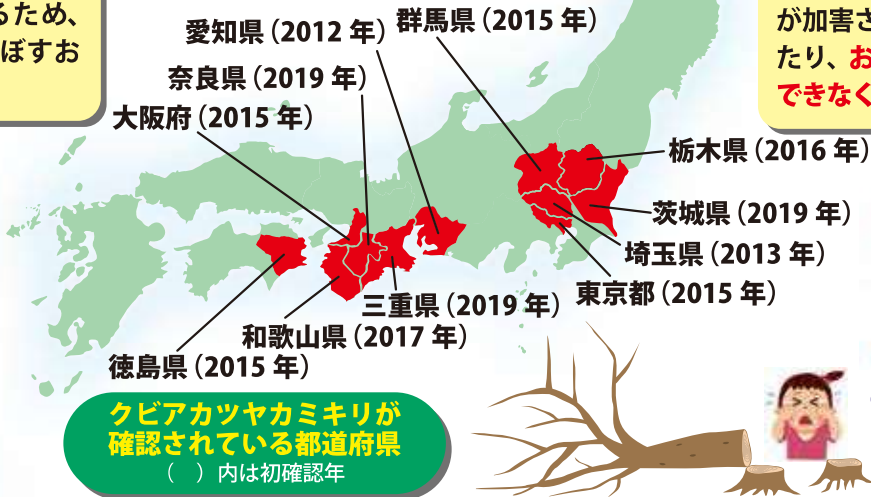 るため、
ぼすお
が加害さ
たり、お
できなく
愛知県（2012 年）
群馬県（2015 年）
奈良県（2019 年）
大阪府（2015 年）
栃木県（2016 年）
茨城県（2019 年）
埼玉県（2013 年）
東京都（2015 年）
三重県（2019 年）
和歌山県（2017 年）
徳島県（2015 年）
クビアカツヤカミキリが
確認されている都道府県
（　）内は初確認年